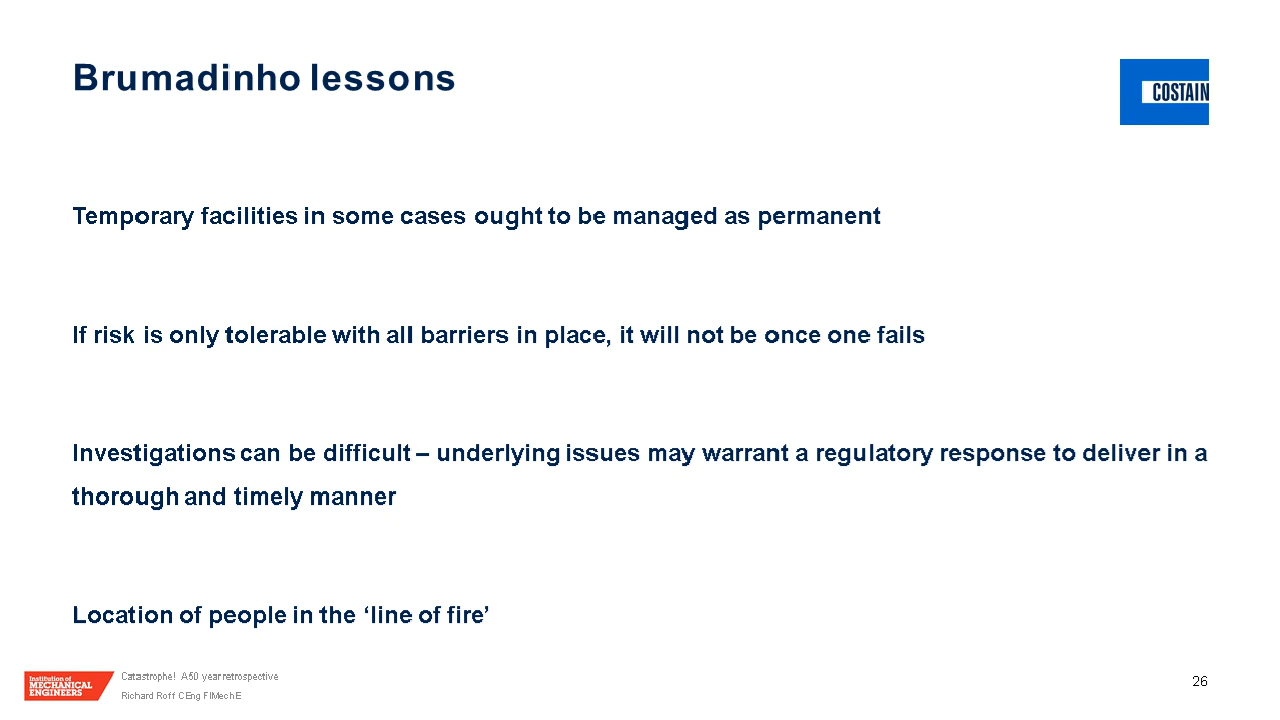 Brumadinho lessons
COSTAIN
Temporary facilities in some cases ought to be managed as permanent
If risk is only tolerable with all barriers in place, it will not be once one fails
Investigations can be difficult – underlying issues may warrant a regulatory response to deliver in a
thorough and timely manner
Location of people in the ‘line of fire’
Institution of
MECHANICAL
ENGINEERS
Catastrophe! A 50 year retrospective
Richard Roff CEng FIMechE
26